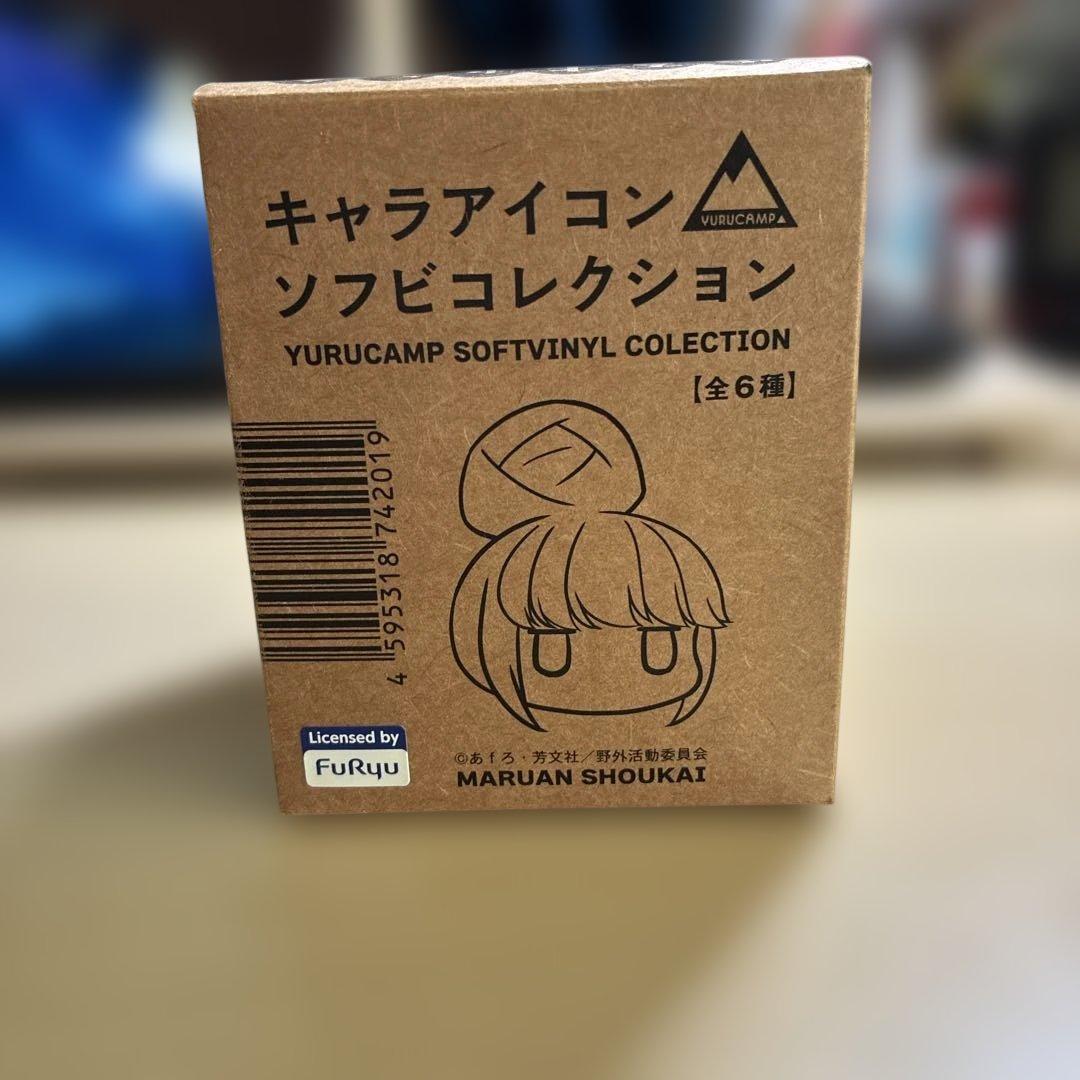 キャラアイコン
YURUCAMP
ソフビコレクション
YURUCAMP SOFTVINYL COLECTION
【全6種】
4 595318 742019
Licensed by
FuRyu
©あfろ・芳文社／野外活動委員会
MARUAN SHOUKAI